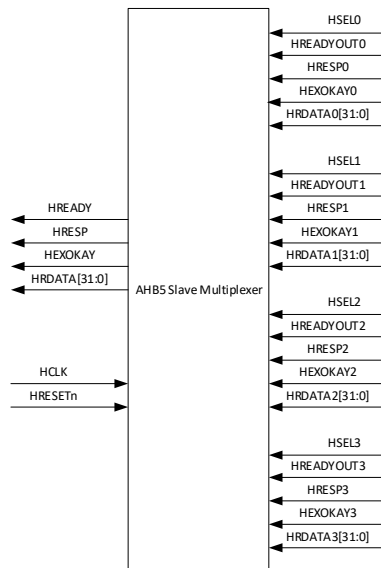 HSEL0
HREADYOUT0
HRESP0
HEXOKAY0
HRDATA0[31:0]
HSEL1
HREADYOUT1
HRESP1
HEXOKAY1
HRDATA1[31:0]
HREADY
HRESP
HEXOKAY
HRDATA[31:0]
AHB5 Slave Multiplexer
HSEL2
HREADYOUT2
HRESP2
HEXOKAY2
HRDATA2[31:0]
HCLK
HRESETn
HSEL3
HREADYOUT3
HRESP3
HEXOKAY3
HRDATA3[31:0]